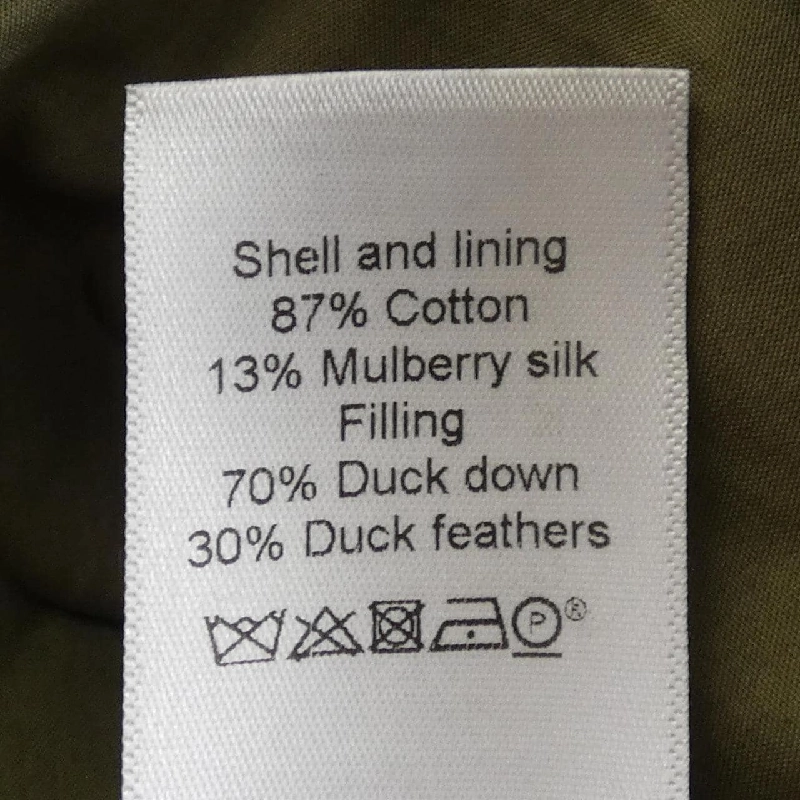 Shell and lining
87% Cotton
13% Mulberry silk
Filling
70% Duck down
30% Duck feathers
P ®